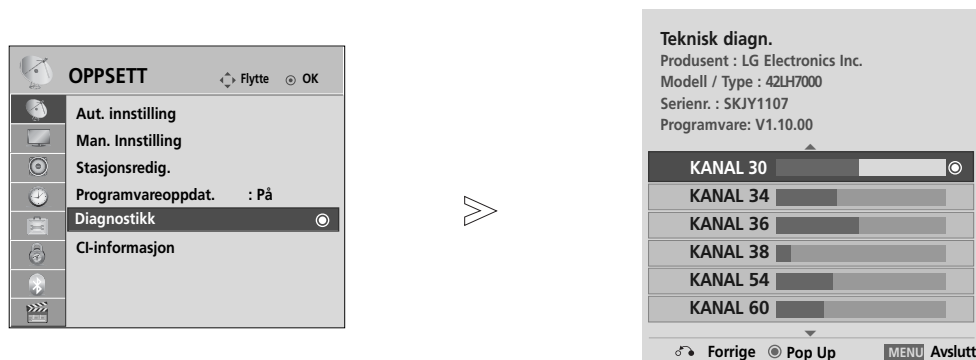 OPPSETT
Flytte OK
Aut. innstilling
Man. Innstilling
Stasjonsredig.
Programvareoppdat. : På
Diagnostikk
CI-informasjon
Teknisk diagn.
Produsent : LG Electronics Inc.
Modell / Type : 42LH7000
Serienr. : SKJY1107
Programvare: V1.10.00
KANAL 30
KANAL 34
KANAL 36
KANAL 38
KANAL 54
KANAL 60
Forrige Pop Up MENU Avslutt